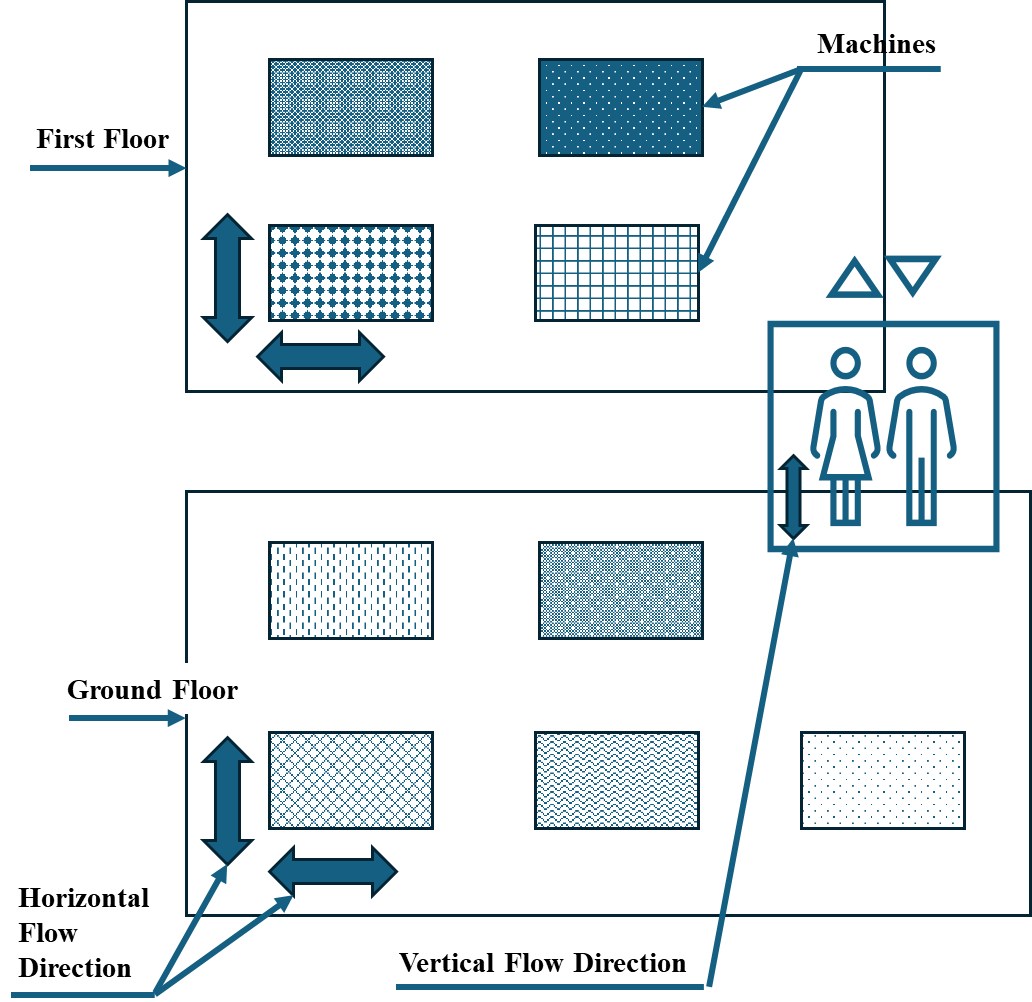 Machines
First Floor
Ground Floor
Horizontal
Flow
Direction
Vertical Flow Direction